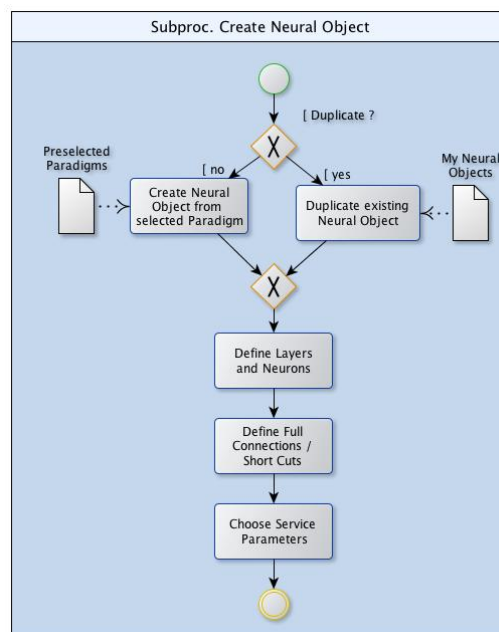 Subproc. Create Neural Object
[ Duplicate ?
X
Preselected
Paradigms
[ no
[ yes
My Neural
Objects
Create Neural
Object from
selected Paradigm
Duplicate existing
Neural Object
X
Define Layers
and Neurons
Define Full
Connections /
Short Cuts
Choose Service
Parameters